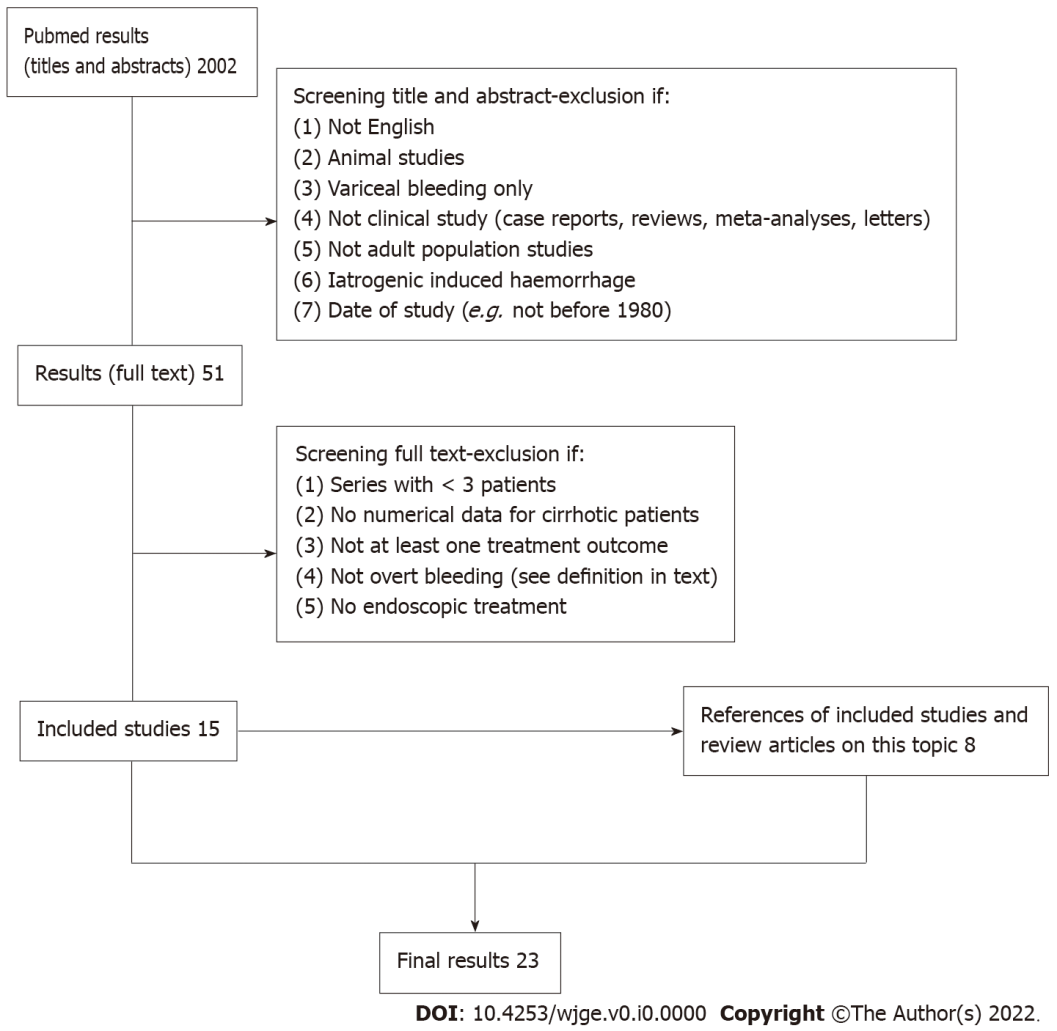 Pubmed results
(titles and abstracts) 2002
Screening title and abstract-exclusion if:
(1) Not English
(2) Animal studies
(3) Variceal bleeding only
(4) Not clinical study (case reports, reviews, meta-analyses, letters)
(5) Not adult population studies
(6) Iatrogenic induced haemorrhage
(7) Date of study (e.g. not before 1980)
Results (full text) 51
Screening full text-exclusion if:
(1) Series with < 3 patients
(2) No numerical data for cirrhotic patients
(3) Not at least one treatment outcome
(4) Not overt bleeding (see definition in text)
(5) No endoscopic treatment
Included studies 15
References of included studies and
review articles on this topic 8
Final results 23
DOI: 10.4253/wjge.v0.i0.0000 Copyright ©The Author(s) 2022.